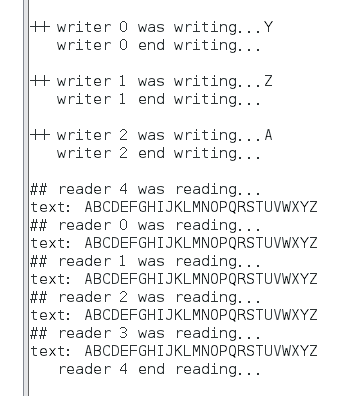 ++ writer 0 was writing...Y
writer 0 end writing...
++ writer 1 was writing...Z
writer 1 end writing...
++ writer 2 was writing...A
writer 2 end writing...
## reader 4 was reading...
text: ABCDEFGHIJKLMNOPQRSTUVWXYZ
## reader 0 was reading...
text: ABCDEFGHIJKLMNOPQRSTUVWXYZ
## reader 1 was reading...
text: ABCDEFGHIJKLMNOPQRSTUVWXYZ
## reader 2 was reading...
text: ABCDEFGHIJKLMNOPQRSTUVWXYZ
## reader 3 was reading...
text: ABCDEFGHIJKLMNOPQRSTUVWXYZ
reader 4 end reading...